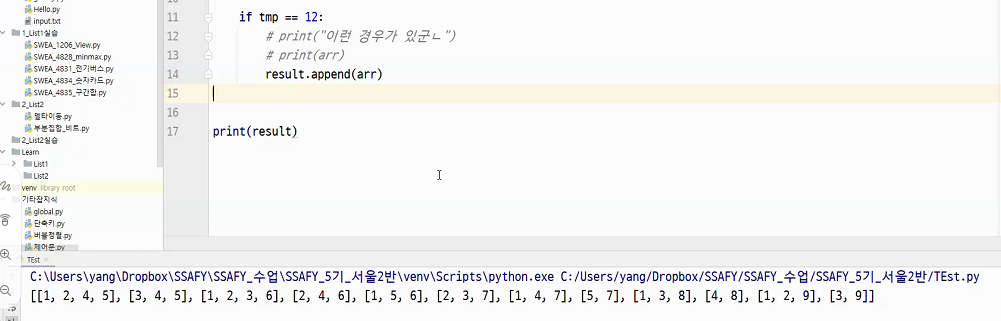 Hello.py
input.txt
1_List1실습
SWEA_1206_View.py
SWEA_4828_minmax.py
SWEA_4831_전기버스.py
SWEA_4834_숫자카드.py
SWEA_4835_구간합.py
2_List2
델타이동.py
부분집합_비트.py
2_List2실습
Learn
List1
List2
venv library root
기타잡지식
global.py
단축키.py
버블정렬.py
제어문.py
11 if tmp == 12:
12 # print("이런 경우가 있군ㄴ")
13 # print(arr)
14 result.append(arr)
15
16
17 print(result)
TEst
C:\Users\yang\Dropbox\SSAFY\SSAFY_수업\SSAFY_5기_서울2반\venv\Scripts\python.exe C:/Users/yang/Dropbox/SSAFY/SSAFY_수업/SSAFY_5기_서울2반/TEst.py
[[1, 2, 4, 5], [3, 4, 5], [1, 2, 3, 6], [2, 4, 6], [1, 5, 6], [2, 3, 7], [1, 4, 7], [5, 7], [1, 3, 8], [4, 8], [1, 2, 9], [3, 9]]